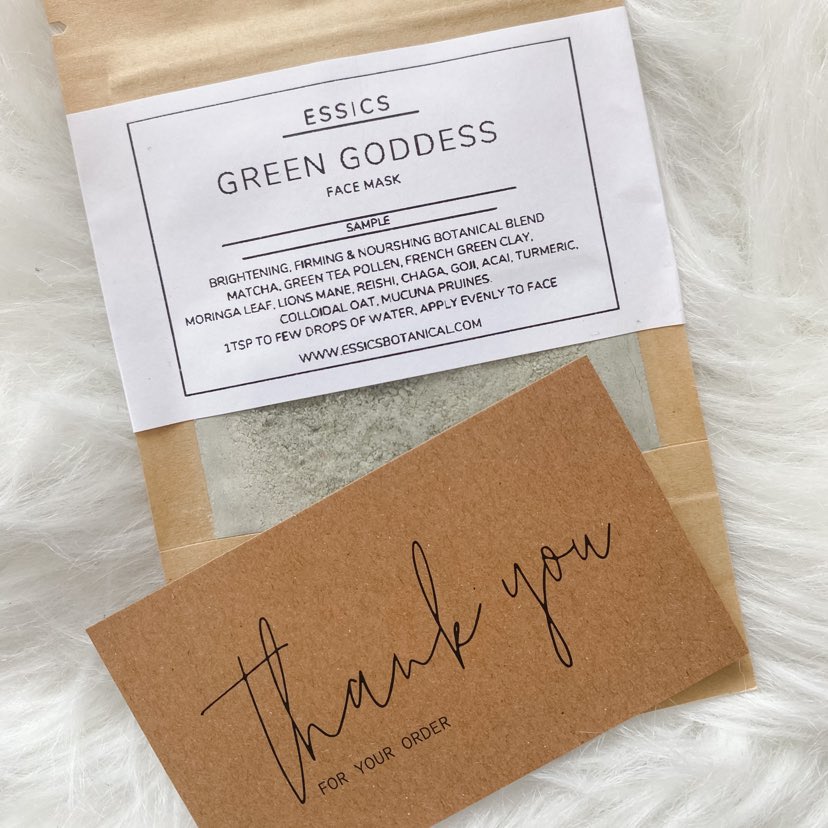 ESSICS
GREEN GODDESS
FACE MASK
SAMPLE
BRIGHTENING, FIRMING & NOURSHING BOTANICAL BLEND
MATCHA, GREEN TEA POLLEN, FRENCH GREEN CLAY,
MORINGA LEAF, LIONS MANE, REISHI, CHAGA, GOJI, ACAI, TURMERIC,
COLLOIDAL OAT, MUCUNA PRUINES.
1TSP TO FEW DROPS OF WATER, APPLY EVENLY TO FACE
WWW.ESSICSBOTANICAL.COM
thank you
FOR YOUR ORDER